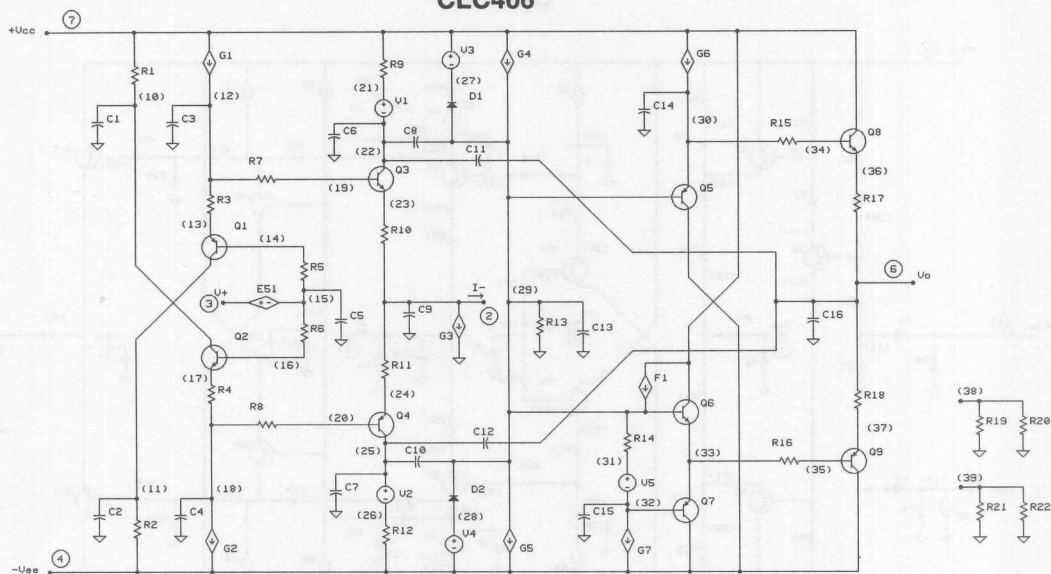 CLC406
7
+Vcc
G1
G4
G6
V3
R1
R9
(27)
(10)
(12)
(21)
V1
D1
C1
C3
C6
C8
C14
(30)
R15
Q8
(22)
C11
(34)
R7
(19)
Q3
(36)
R3
(23)
Q5
R17
(13)
Q1
(14)
R10
R5
6
3
V+
E51
(15)
I-
(29)
Vo
2
C5
C9
G3
R13
C13
C16
Q2
R6
(16)
R11
(17)
R4
(24)
F1
R18
(38)
R8
(20)
Q4
Q6
R19
R20
C12
(37)
(25)
C10
R14
(33)
R16
Q9
(31)
(35)
(11)
(18)
C7
V2
D2
V5
(39)
C2
R2
C4
(26)
(28)
C15
(32)
Q7
R21
R22
G2
R12
V4
G5
G7
4
-Vee